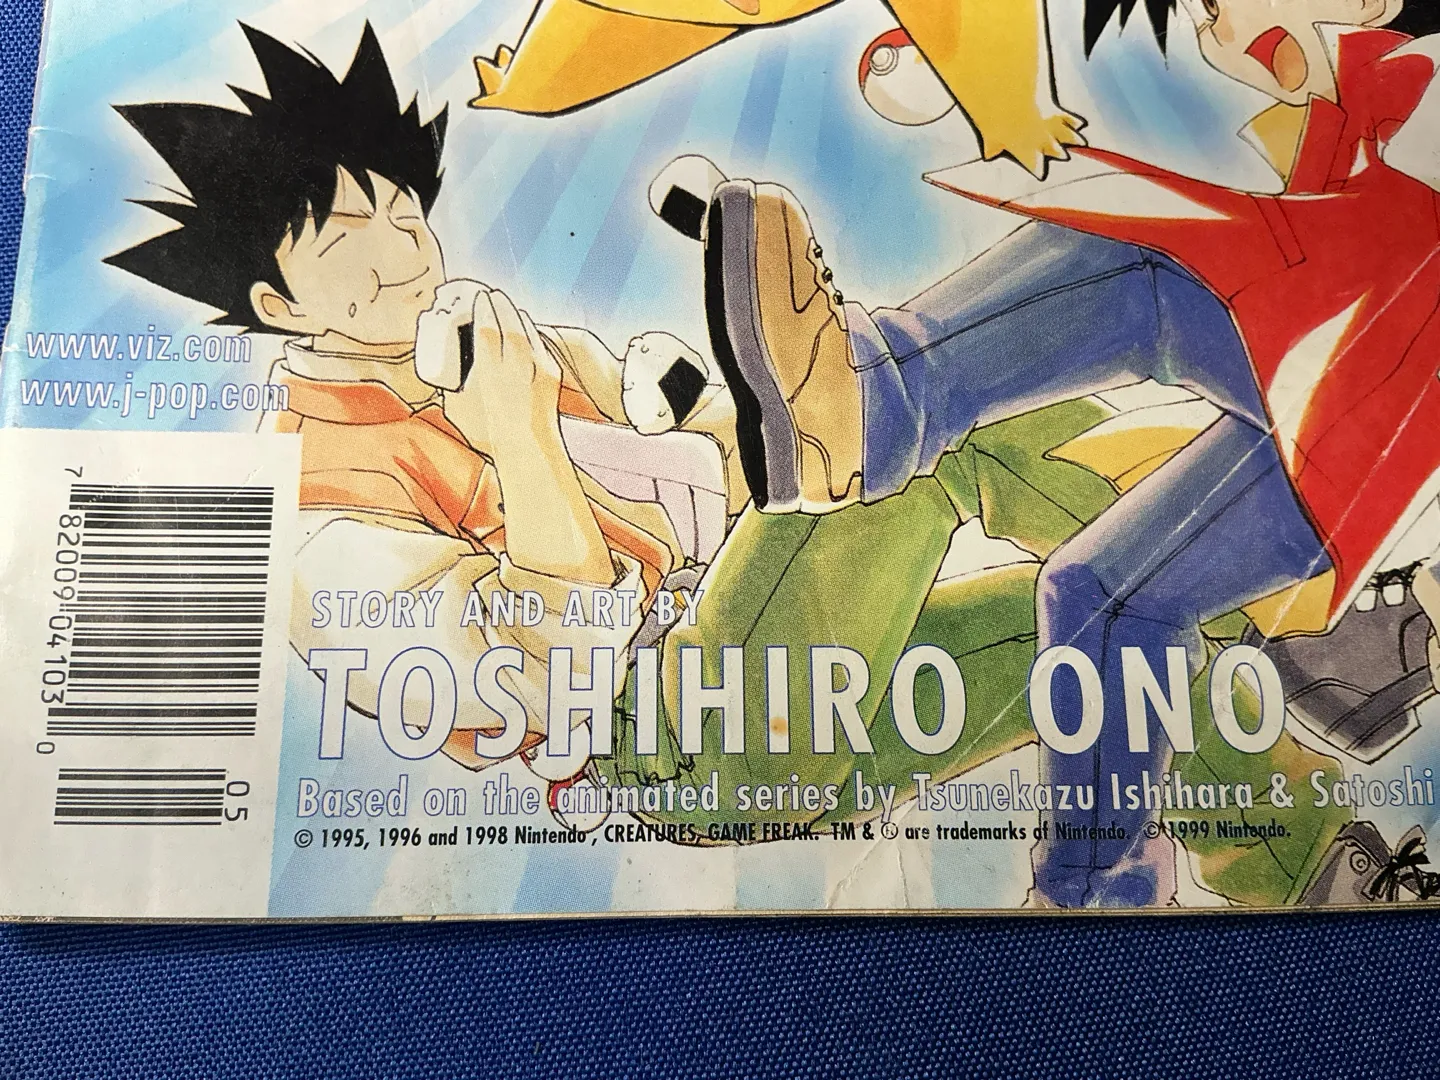 www.viz.com
www.j-pop.com
7 82009 04103 0
05
STORY AND ART BY
TOSHIHIRO ONO
Based on the animated series by Tsunekazu Ishihara & Satoshi
© 1995, 1996 and 1998 Nintendo, CREATURES, GAME FREAK. TM & ® are trademarks of Nintendo. © 1999 Nintendo.